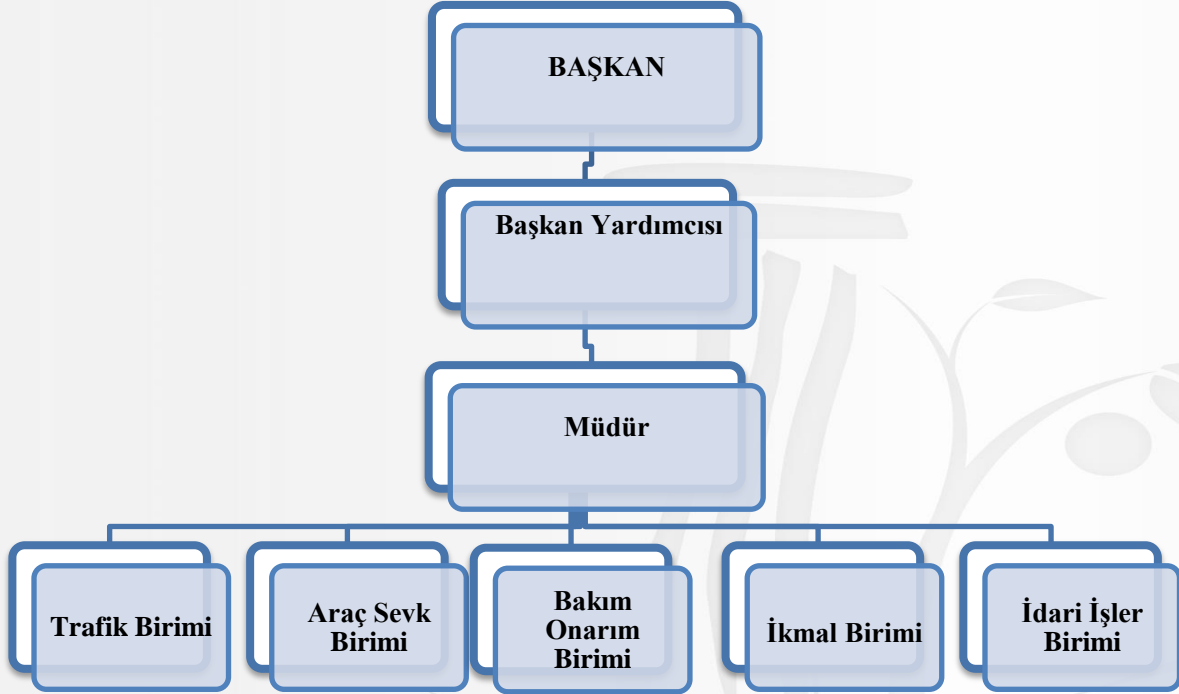 BAŞKAN
Başkan Yardımcısı
Müdür
Trafik Birimi
Araç Sevk
Birimi
Bakım
Onarım
Birimi
İkmal Birimi
İdari İşler
Birimi